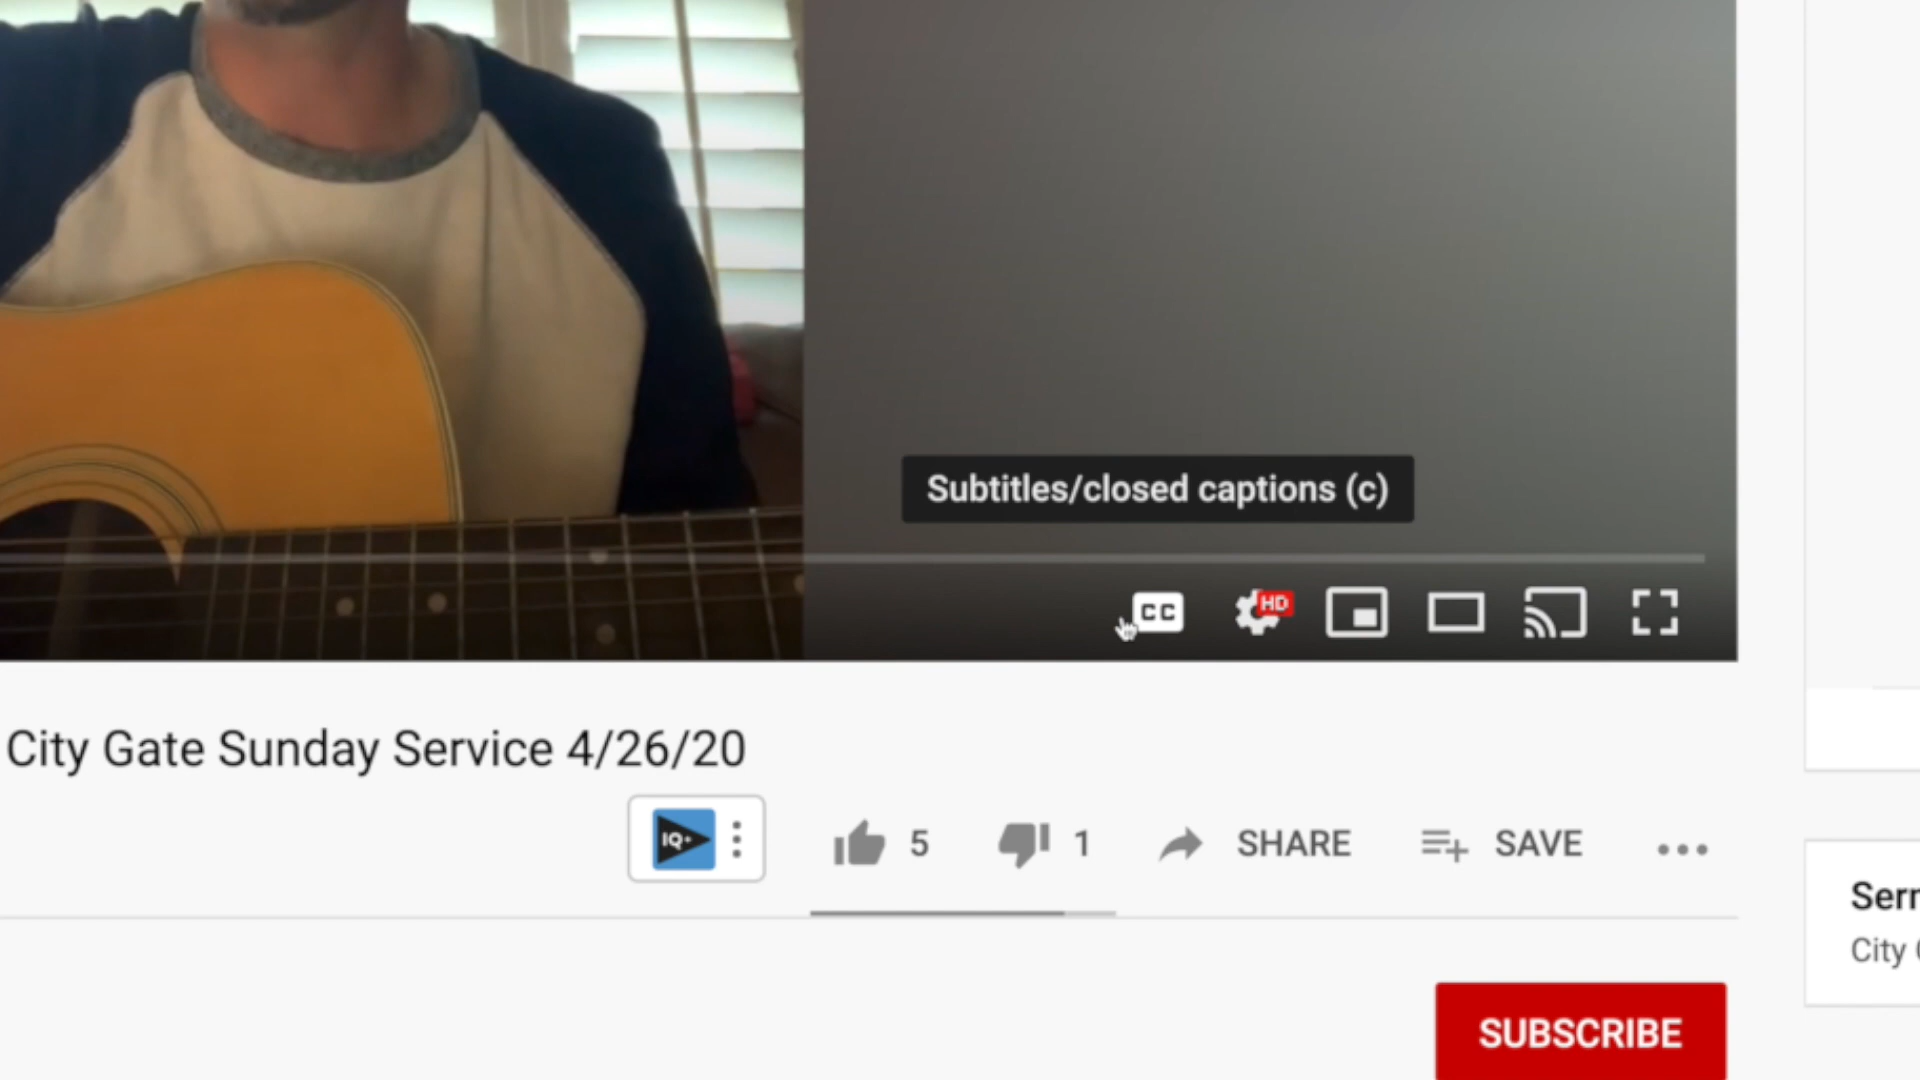 Subtitles/closed captions (c)
CC
HD
City Gate Sunday Service 4/26/20
IQ+
5
1
SHARE
SAVE
Serr
City
SUBSCRIBE